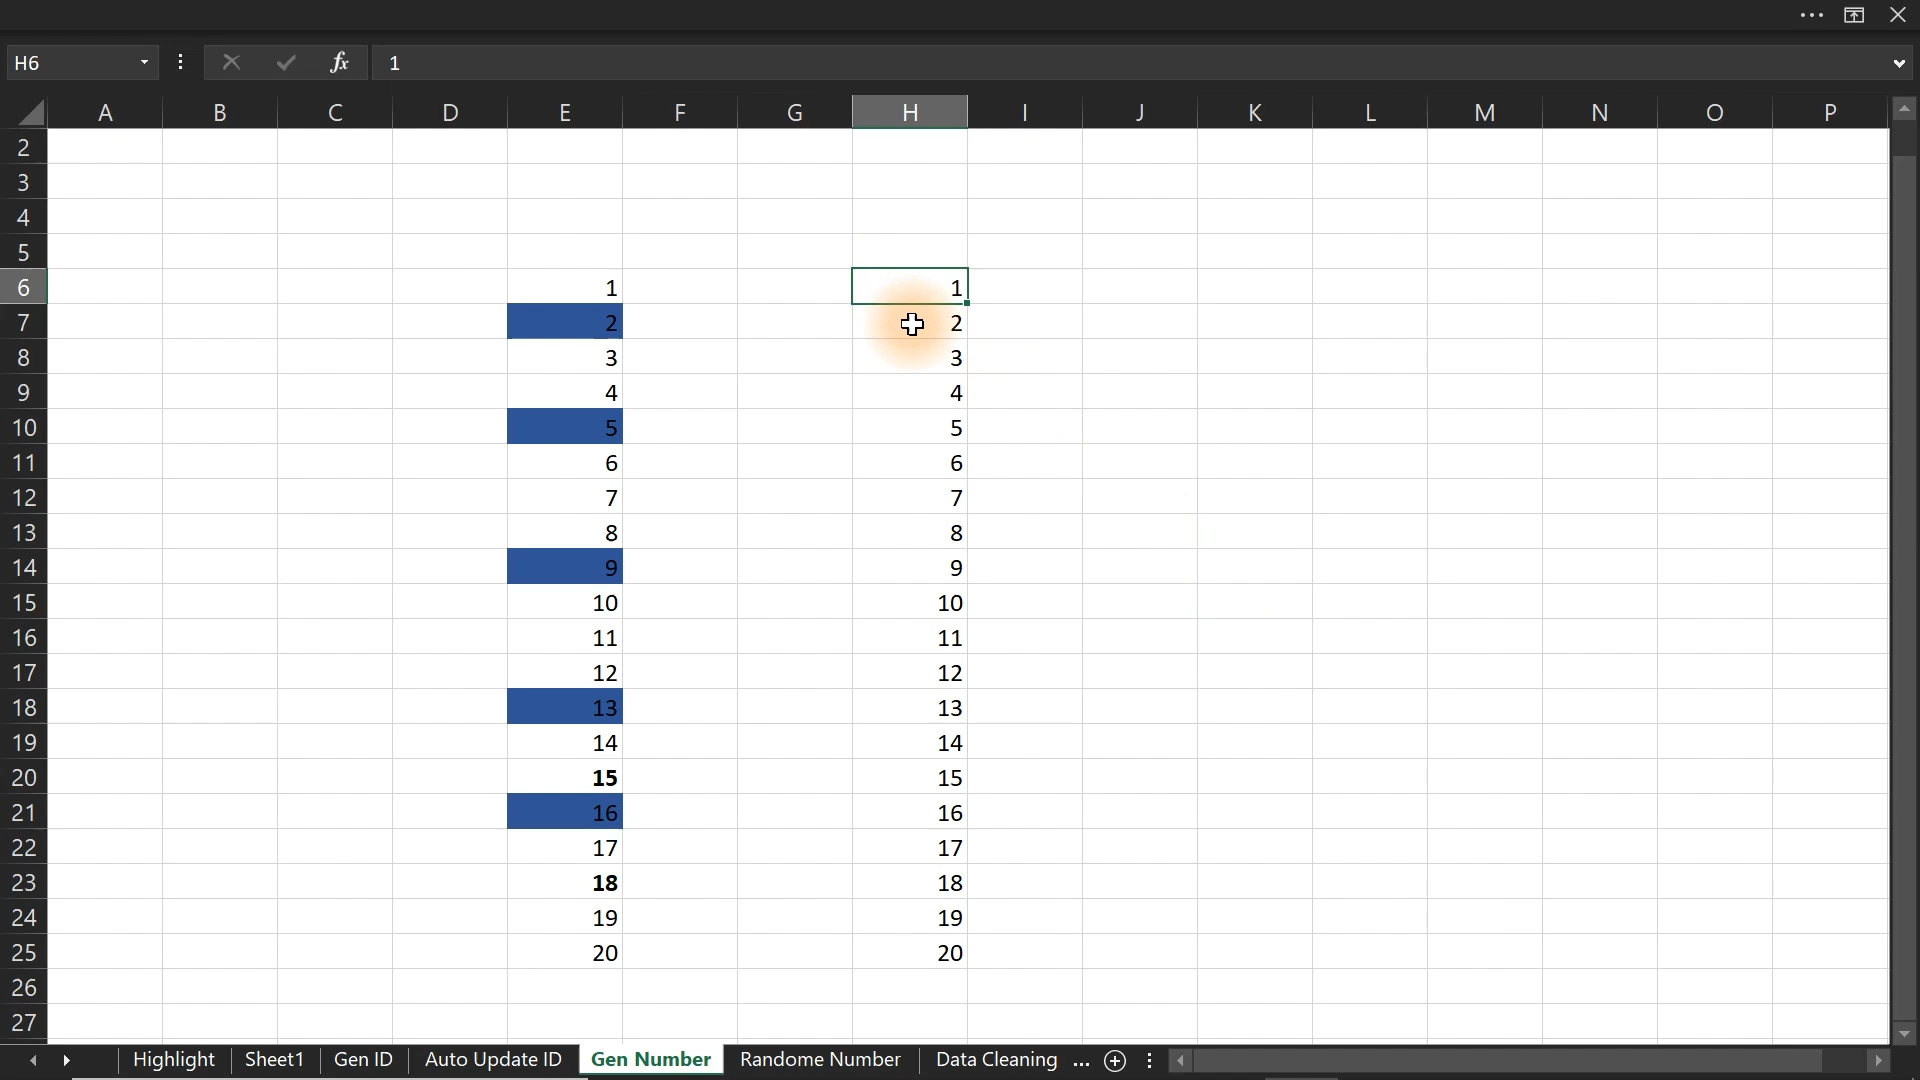 H6 fx 1
A B C D E F G H I J K L M N O P
2
3
4
5
6 1 1
7 2 2
8 3 3
9 4 4
10 5 5
11 6 6
12 7 7
13 8 8
14 9 9
15 10 10
16 11 11
17 12 12
18 13 13
19 14 14
20 15 15
21 16 16
22 17 17
23 18 18
24 19 19
25 20 20
26
27
Highlight Sheet1 Gen ID Auto Update ID Gen Number Randome Number Data Cleaning ...